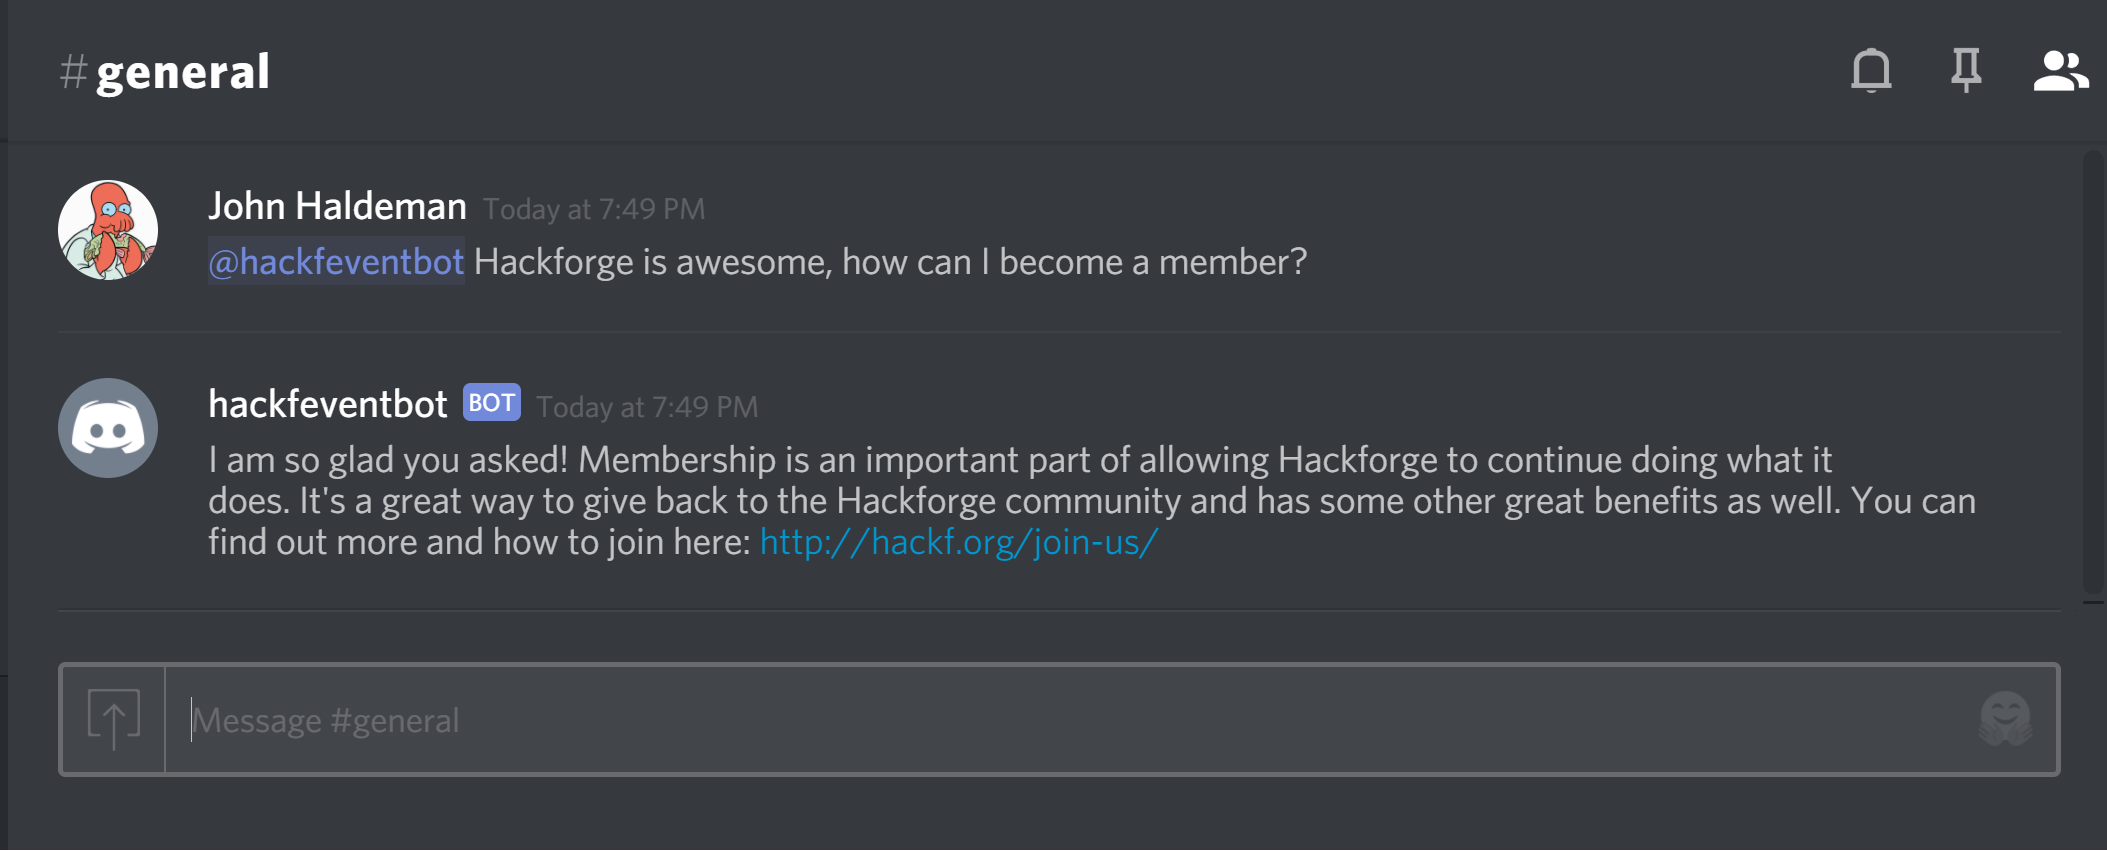 #general
John Haldeman Today at 7:49 PM
@hackfeventbot Hackforge is awesome, how can I become a member?
hackfeventbot BOT Today at 7:49 PM
I am so glad you asked! Membership is an important part of allowing Hackforge to continue doing what it
does. It's a great way to give back to the Hackforge community and has some other great benefits as well. You can
find out more and how to join here: http://hackf.org/join-us/
Message #general